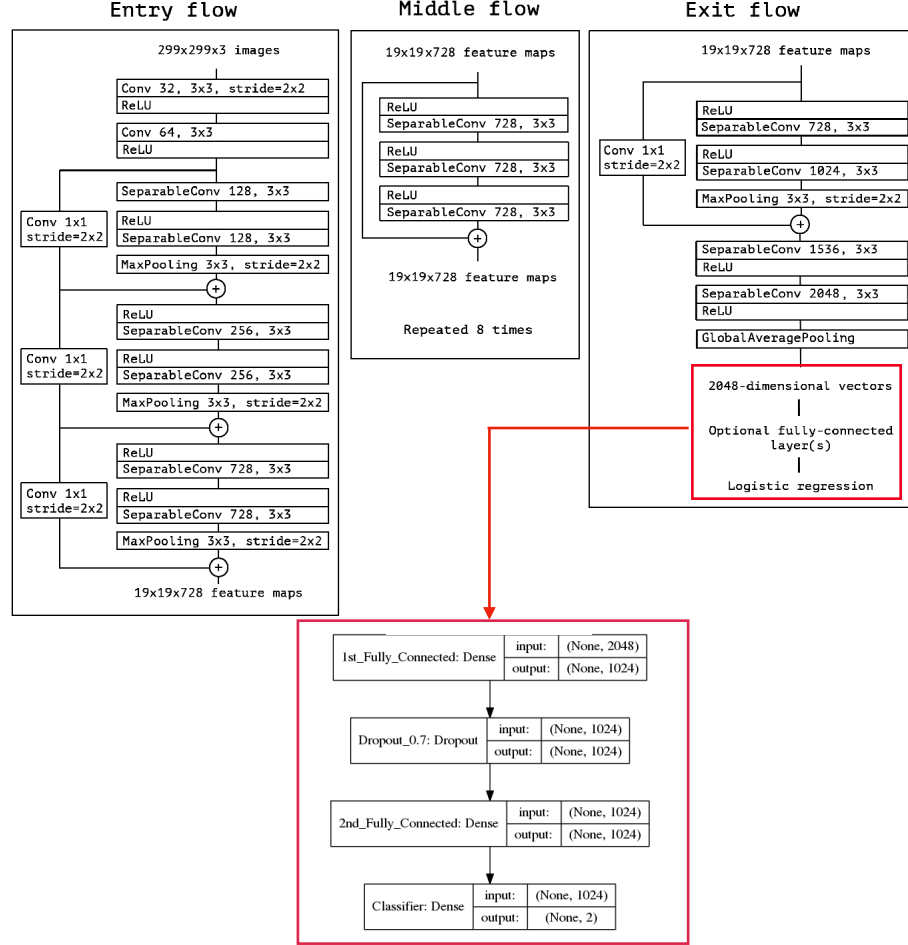 Entry flow
299x299x3 images
Conv 32, 3x3, stride=2x2
ReLU
Conv 64, 3x3
ReLU
SeparableConv 128, 3x3
Conv 1x1
stride=2x2
ReLU
SeparableConv 128, 3x3
MaxPooling 3x3, stride=2x2
+
ReLU
SeparableConv 256, 3x3
Conv 1x1
stride=2x2
ReLU
SeparableConv 256, 3x3
MaxPooling 3x3, stride=2x2
+
ReLU
SeparableConv 728, 3x3
Conv 1x1
stride=2x2
ReLU
SeparableConv 728, 3x3
MaxPooling 3x3, stride=2x2
+
19x19x728 feature maps
Middle flow
19x19x728 feature maps
ReLU
SeparableConv 728, 3x3
ReLU
SeparableConv 728, 3x3
ReLU
SeparableConv 728, 3x3
+
19x19x728 feature maps
Repeated 8 times
Exit flow
19x19x728 feature maps
ReLU
SeparableConv 728, 3x3
Conv 1x1
stride=2x2
ReLU
SeparableConv 1024, 3x3
MaxPooling 3x3, stride=2x2
+
SeparableConv 1536, 3x3
ReLU
SeparableConv 2048, 3x3
ReLU
GlobalAveragePooling
2048-dimensional vectors
Optional fully-connected
layer(s)
Logistic regression
1st_Fully_Connected: Dense
input: (None, 2048)
output: (None, 1024)
Dropout_0.7: Dropout
input: (None, 1024)
output: (None, 1024)
2nd_Fully_Connected: Dense
input: (None, 1024)
output: (None, 1024)
Classifier: Dense
input: (None, 1024)
output: (None, 2)